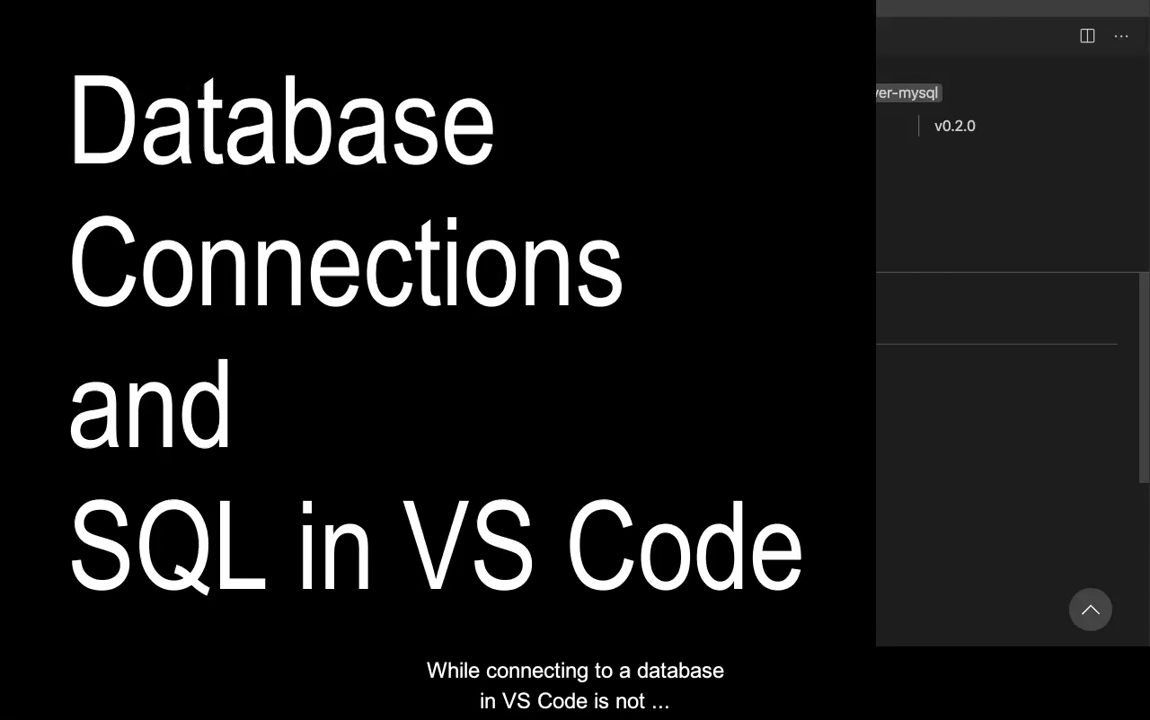 Database
Connections
and
SQL in VS Code
ver-mysql
v0.2.0
While connecting to a database
in VS Code is not ...